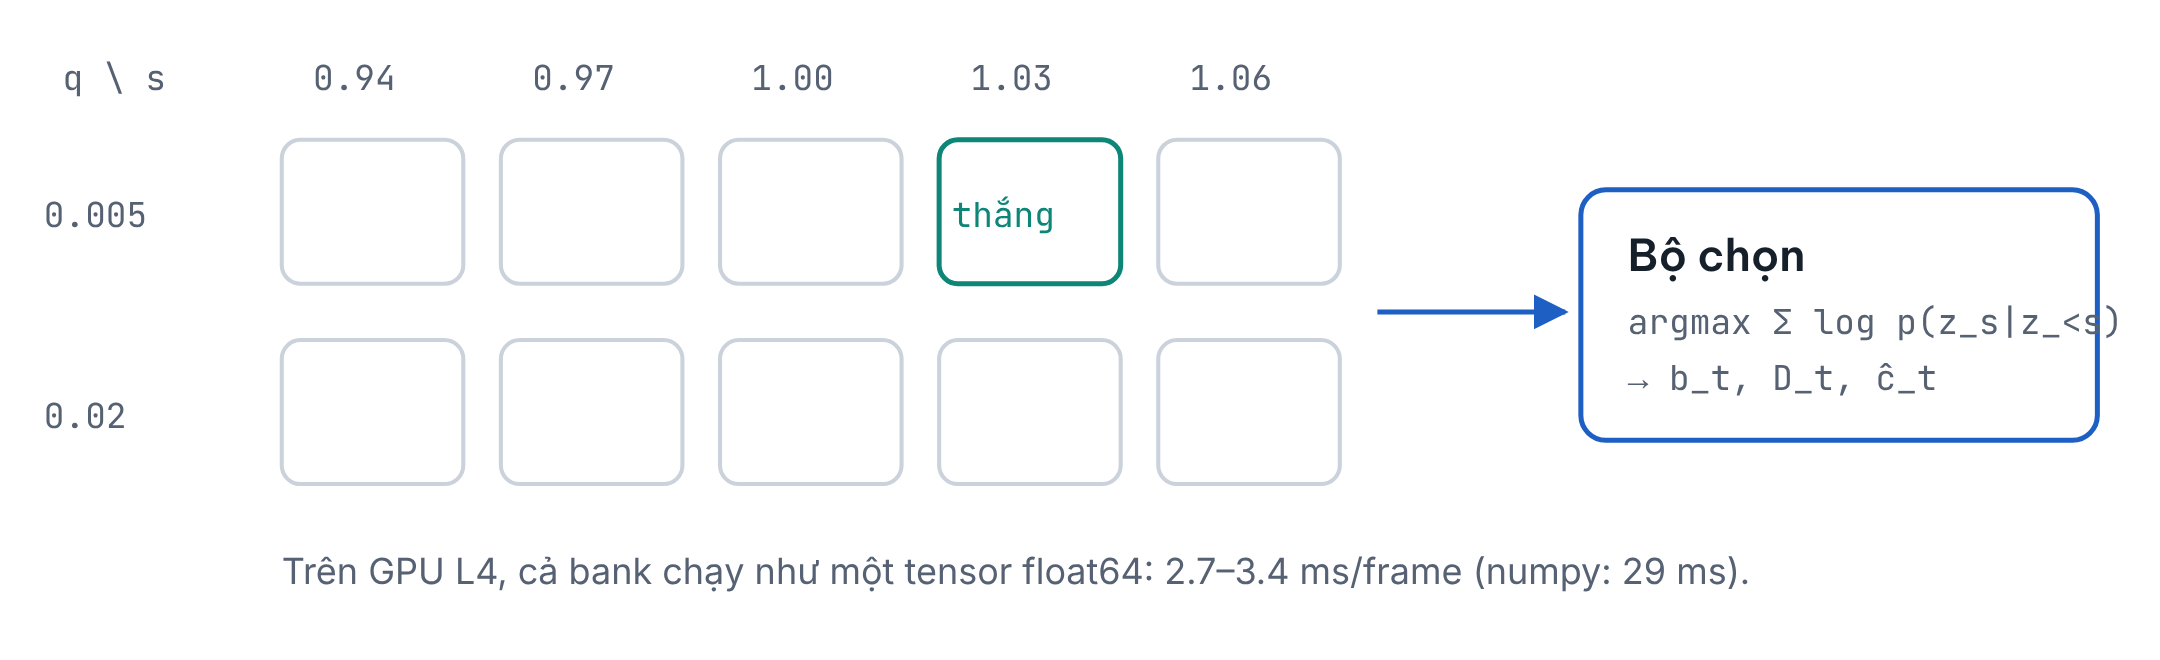 q \ s 0.94 0.97 1.00 1.03 1.06
0.005 thắng
0.02
Bộ chọn
argmax Σ log p(z_s|z_<s)
→ b_t, D_t, ĉ_t
Trên GPU L4, cả bank chạy như một tensor float64: 2.7–3.4 ms/frame (numpy: 29 ms).